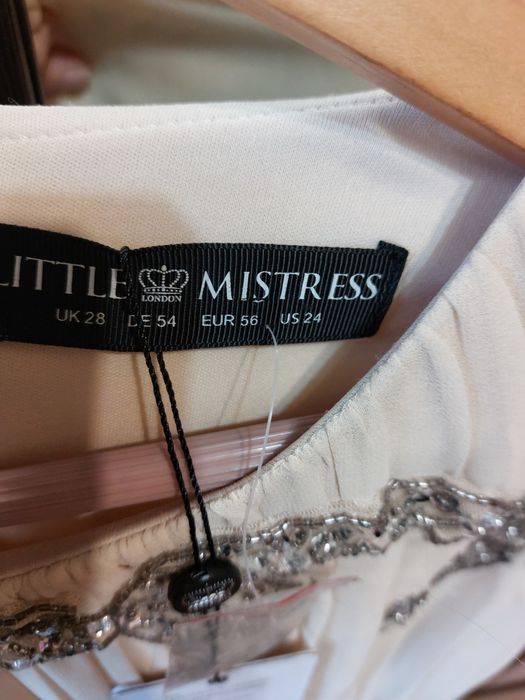 LITTLE MISTRESS
LONDON
UK 28 DE 54 EUR 56 US 24